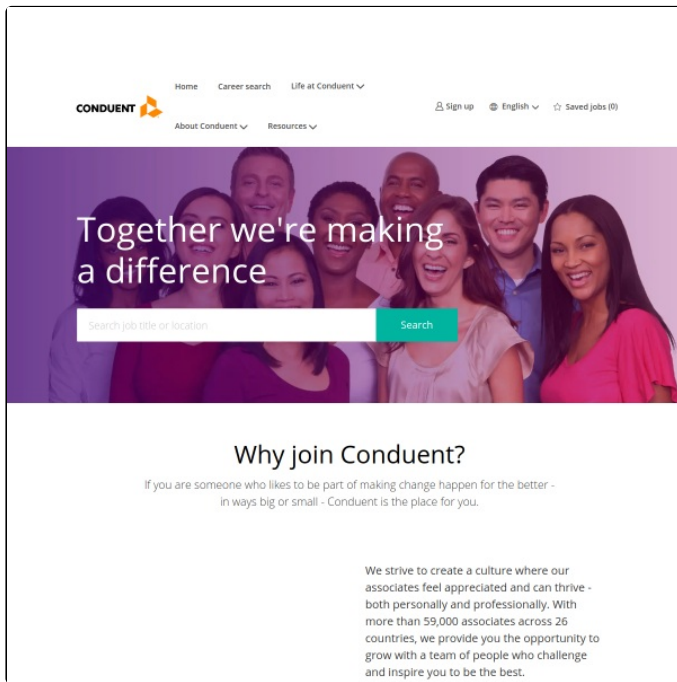 Home Career search Life at Conduent
CONDUENT
Sign up English Saved jobs (0)
About Conduent Resources
Together we're making
a difference
Search job title or location
Search
Why join Conduent?
If you are someone who likes to be part of making change happen for the better -
in ways big or small - Conduent is the place for you.
We strive to create a culture where our
associates feel appreciated and can thrive -
both personally and professionally. With
more than 59,000 associates across 26
countries, we provide you the opportunity to
grow with a team of people who challenge
and inspire you to be the best.